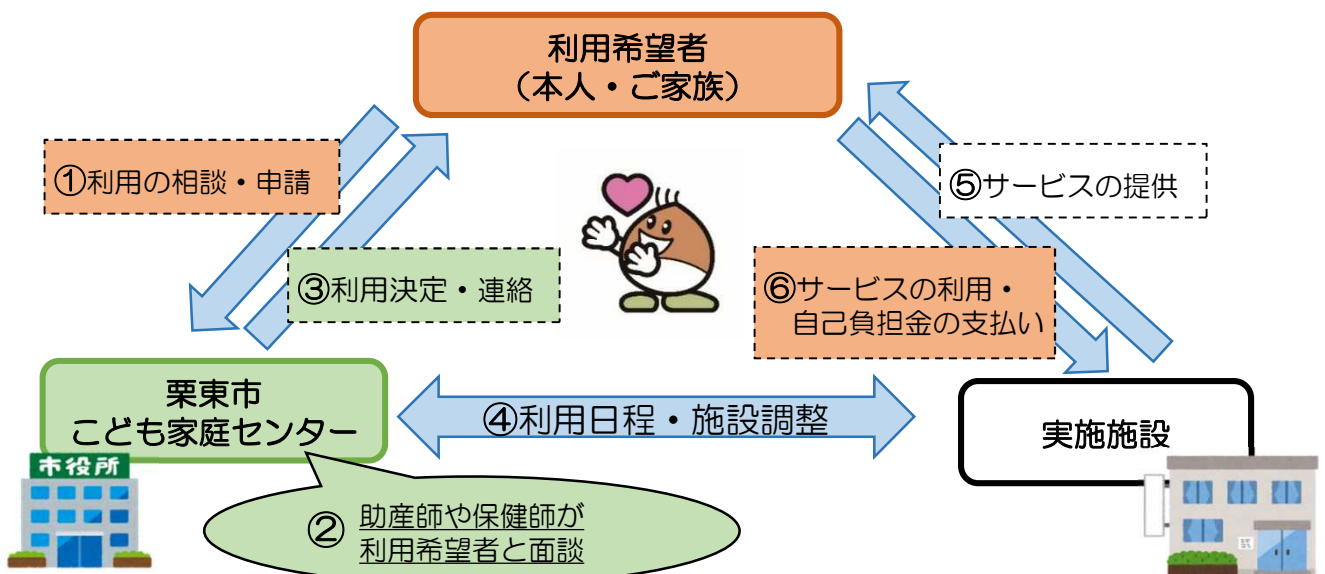 利用希望者
（本人・ご家族）
①利用の相談・申請
⑤サービスの提供
③利用決定・連絡
⑥サービスの利用・
自己負担金の支払い
栗東市
こども家庭センター
④利用日程・施設調整
実施施設
市役所
② 助産師や保健師が
利用希望者と面談